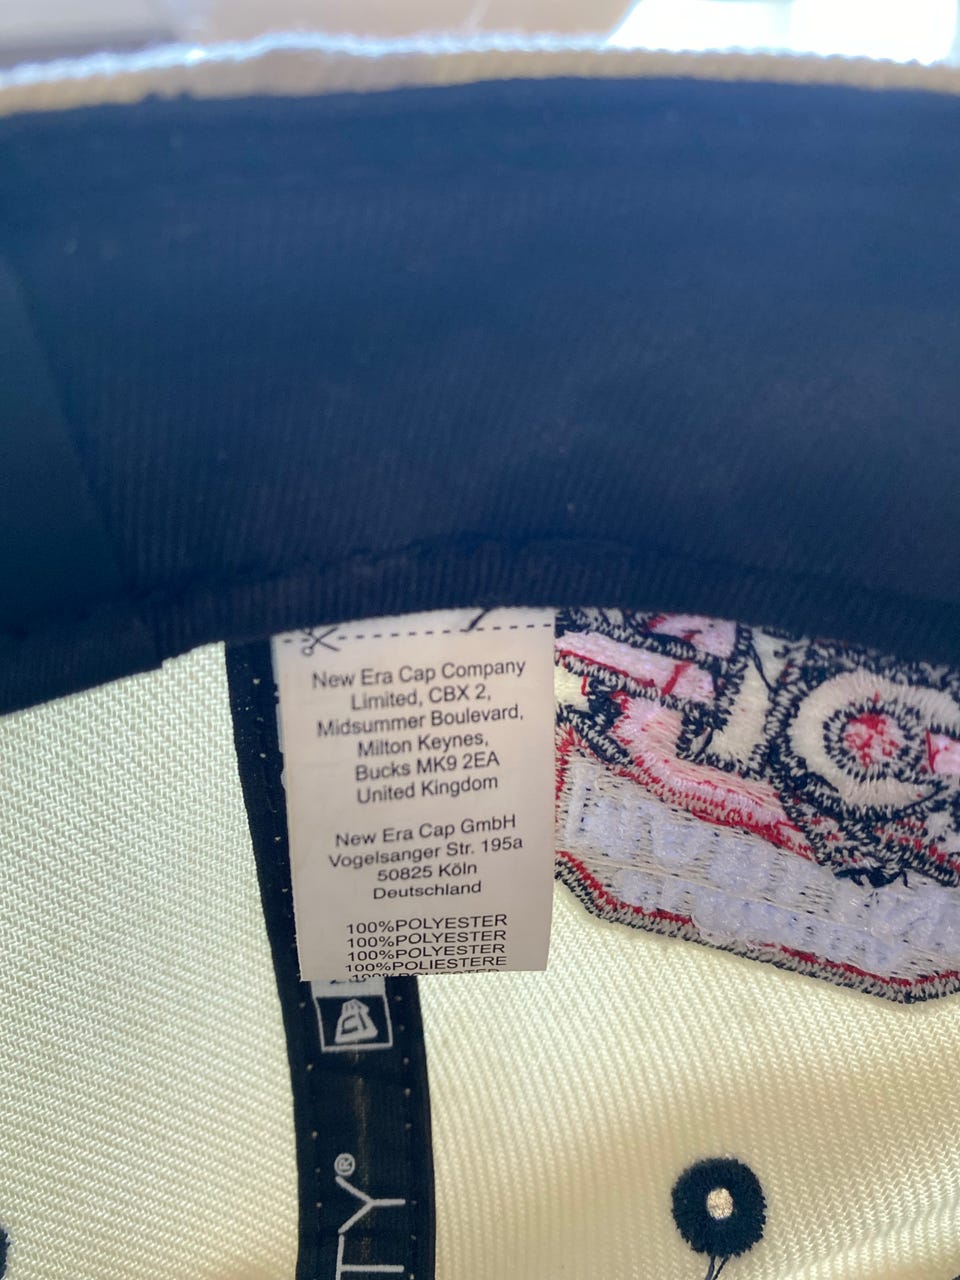 New Era Cap Company
Limited, CBX 2,
Midsummer Boulevard,
Milton Keynes,
Bucks MK9 2EA
United Kingdom
New Era Cap GmbH
Vogelsanger Str. 195a
50825 Köln
Deutschland
100%POLYESTER
100%POLYESTER
100%POLYESTER
100%POLIESTERE
TY®